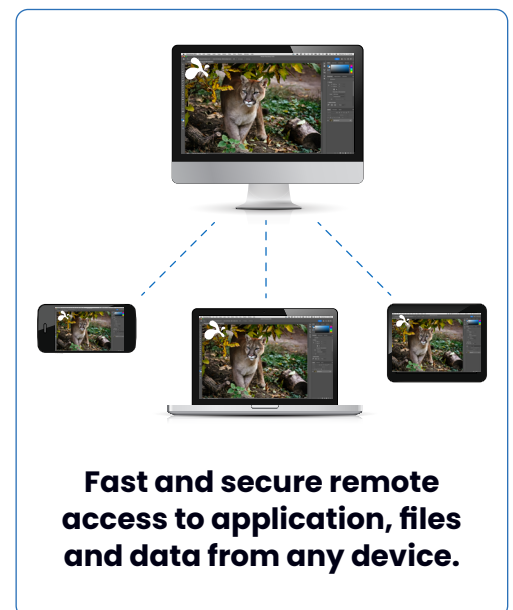 Fast and secure remote
access to application, files
and data from any device.